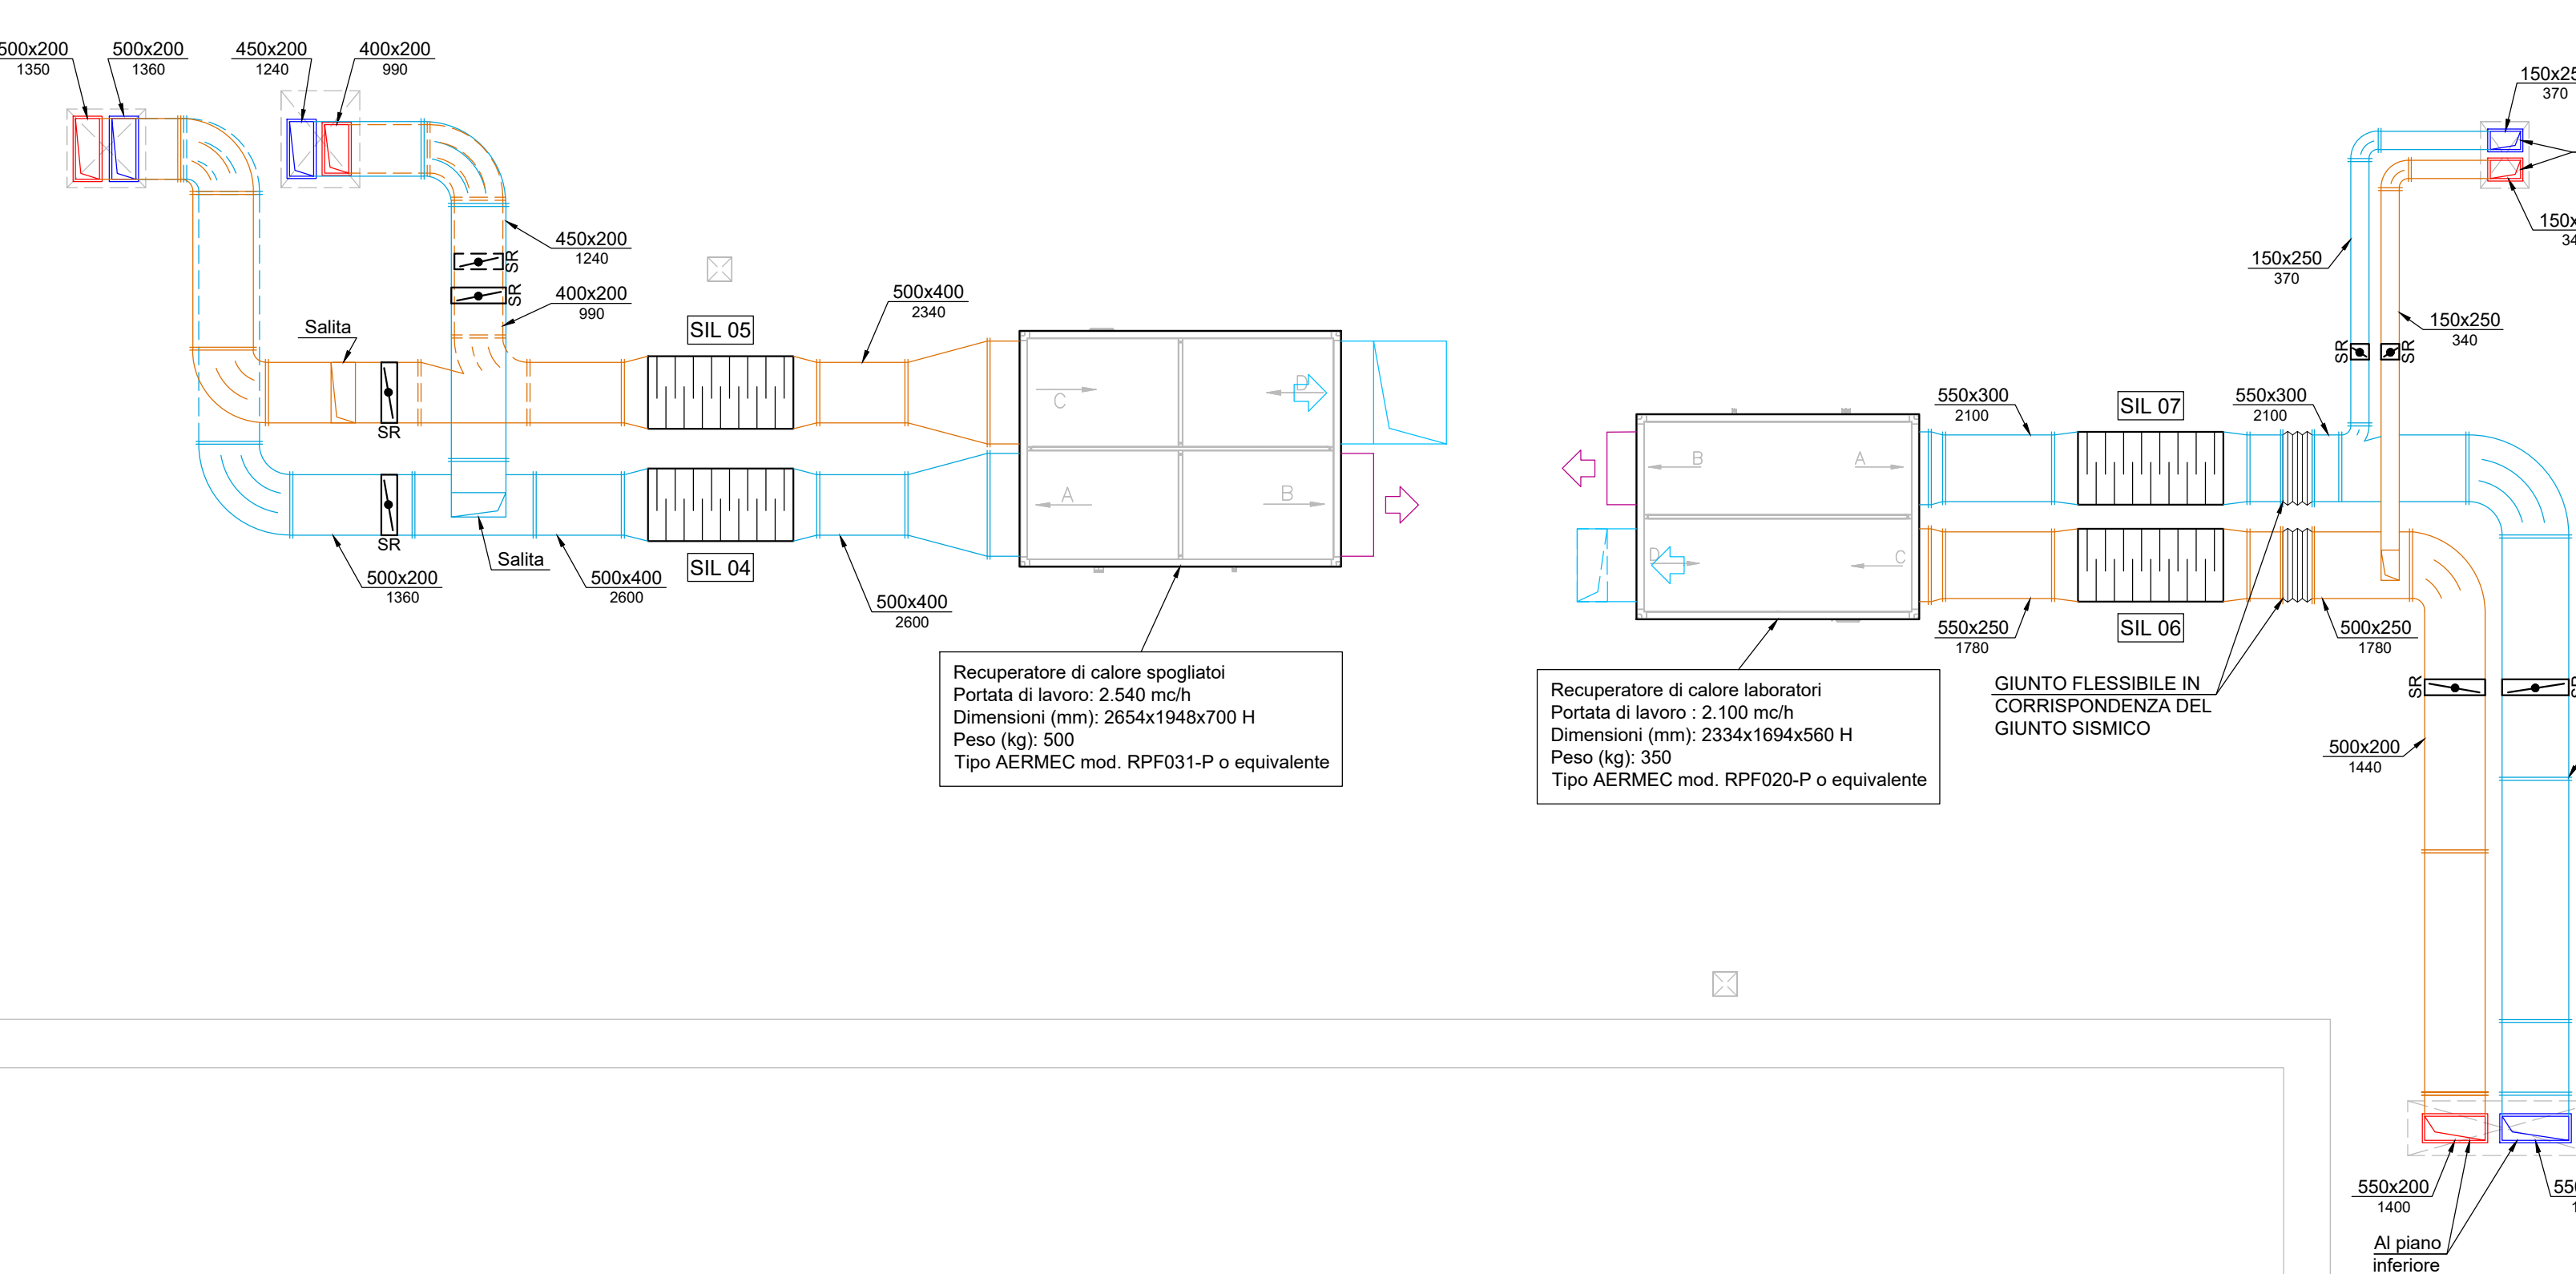 500x200
1350
500x200
1360
450x200
1240
400x200
990
450x200
1240
SR
SR
400x200
990
Salita
SR
SR
500x200
1360
Salita
500x400
2600
SIL 05
SIL 04
500x400
2340
500x400
2600
C
D
A
B
Recuperatore di calore spogliatoi
Portata di lavoro: 2.540 mc/h
Dimensioni (mm): 2654x1948x700 H
Peso (kg): 500
Tipo AERMEC mod. RPF031-P o equivalente
B
A
D
C
Recuperatore di calore laboratori
Portata di lavoro : 2.100 mc/h
Dimensioni (mm): 2334x1694x560 H
Peso (kg): 350
Tipo AERMEC mod. RPF020-P o equivalente
550x300
2100
SIL 07
550x300
2100
550x250
1780
SIL 06
500x250
1780
GIUNTO FLESSIBILE IN
CORRISPONDENZA DEL
GIUNTO SISMICO
370
150x250
370
150x250
340
SR
SR
SR
500x200
1440
550x200
1400
Al piano
inferiore